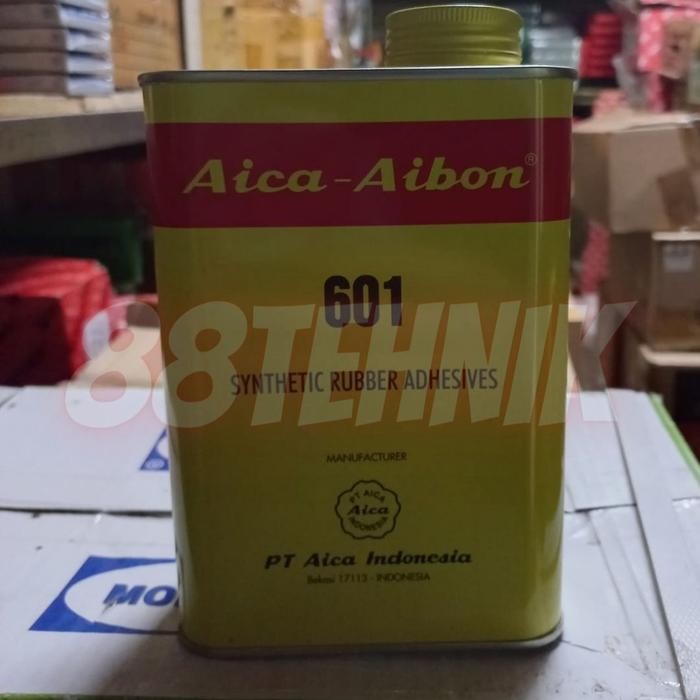 Aica-Aibon®
601
88TEHNIK
SYNTHETIC RUBBER ADHESIVES
MANUFACTURER
PT AICA
Aica
INDONESIA
PT Aica Indonesia
Bekasi 17113 - INDONESIA